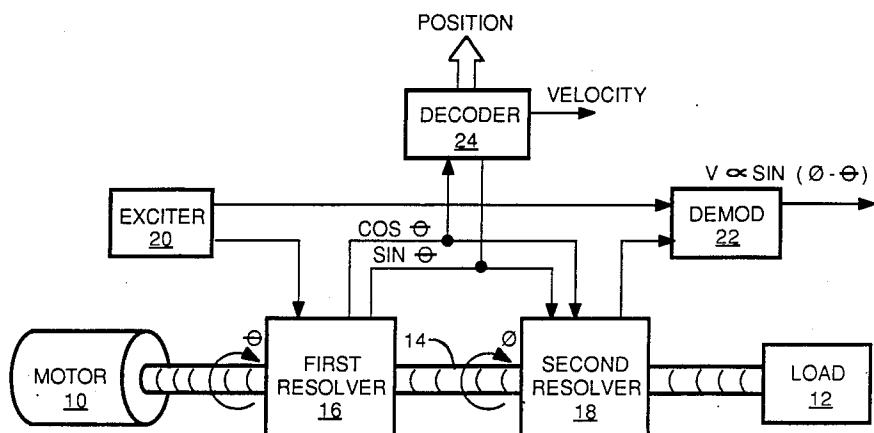 POSITION
DECODER
24
VELOCITY
V ∝ SIN (Ø - Θ)
EXCITER
20
DEMOD
22
COS Θ
SIN Θ
MOTOR
10
Θ
FIRST
RESOLVER
16
14
Ø
SECOND
RESOLVER
18
LOAD
12